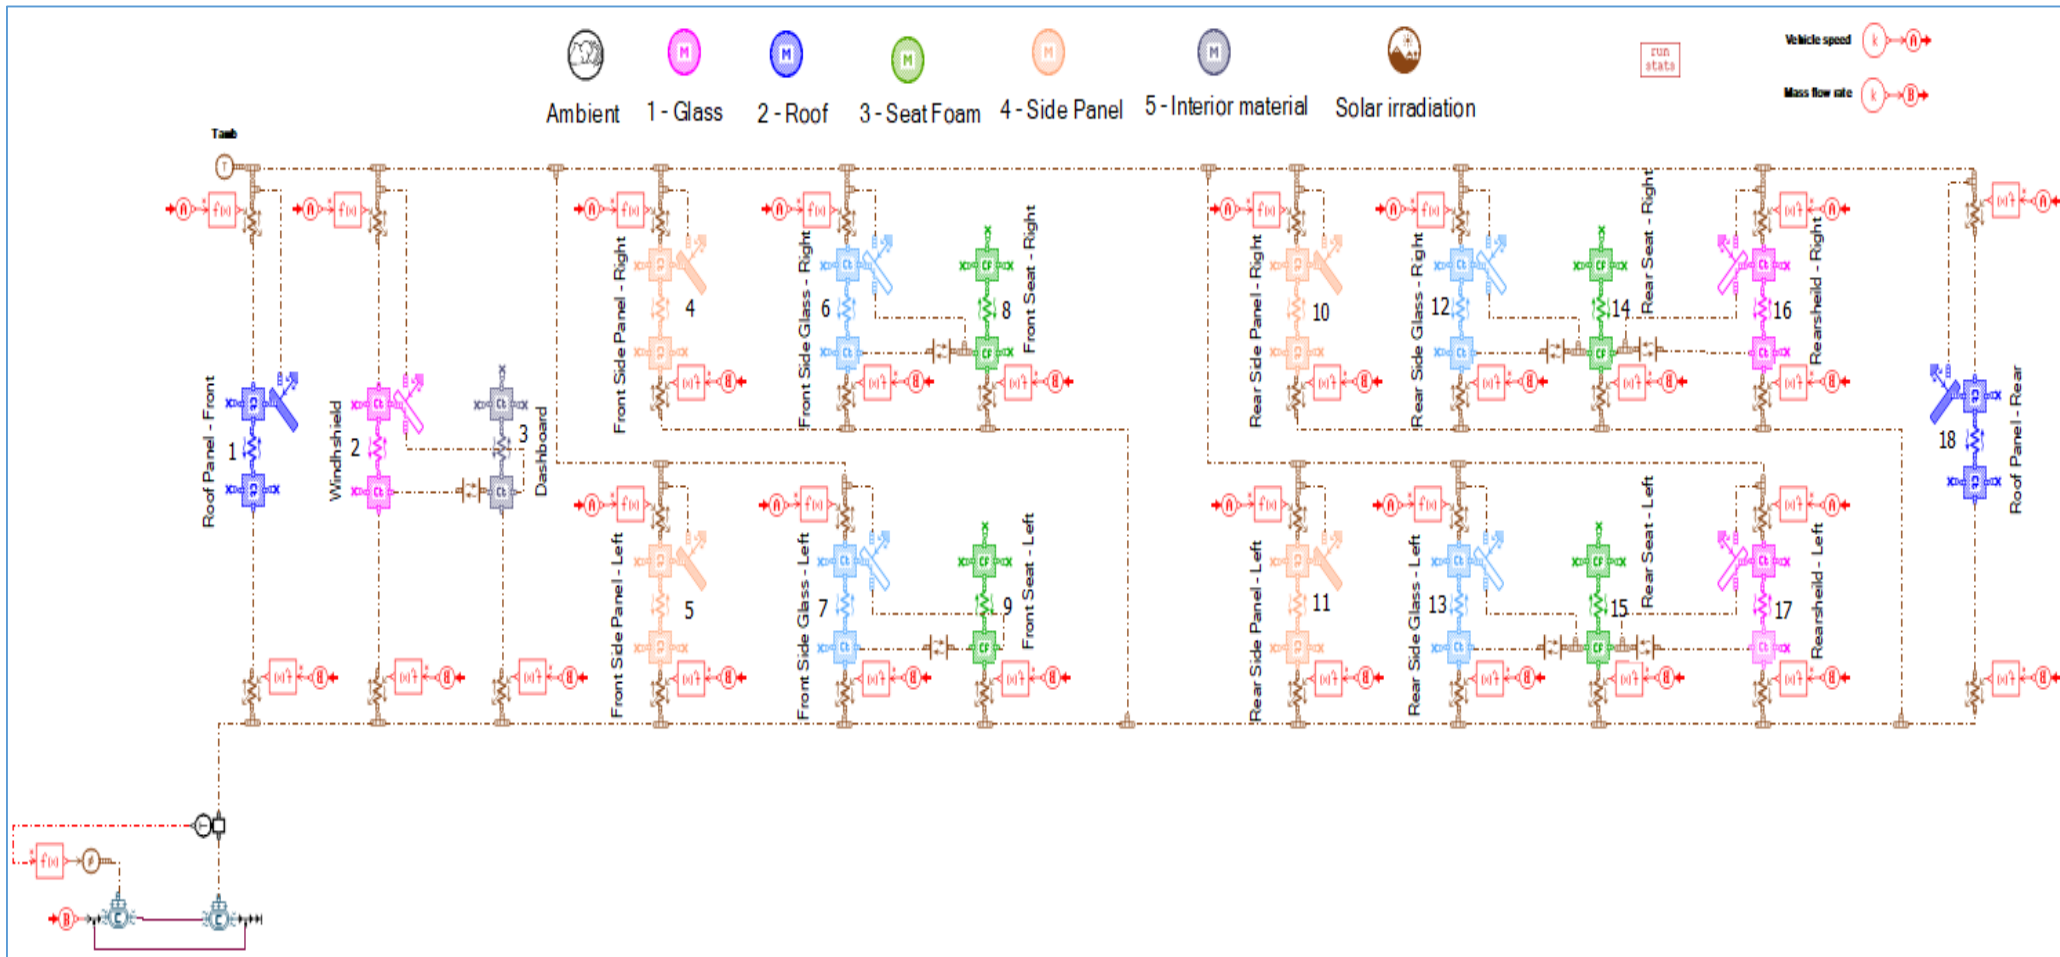 Vehicle speed
k
A
run
stats
Mass flow rate
k
B
M
M
M
M
M
Ambient
1 - Glass
2 - Roof
3 - Seat Foam
4 - Side Panel
5 - Interior material
Solar irradiation
Tamb
T
Roof Panel - Front
1
Windhshield
2
3
Dashboard
Front Side Panel - Right
4
Front Side Glass - Right
6
8
Front Seat - Right
Rear Side Panel - Right
10
Rear Side Glass - Right
12
14
Rear Seat - Right
16
Rearsheild - Right
18
Roof Panel - Rear
Front Side Panel - Left
5
Front Side Glass - Left
7
9
Front Seat - Left
Rear Side Panel - Left
11
Rear Side Glass - Left
13
15
Rear Seat - Left
17
Rearsheild - Left
f(x)
B
C
C